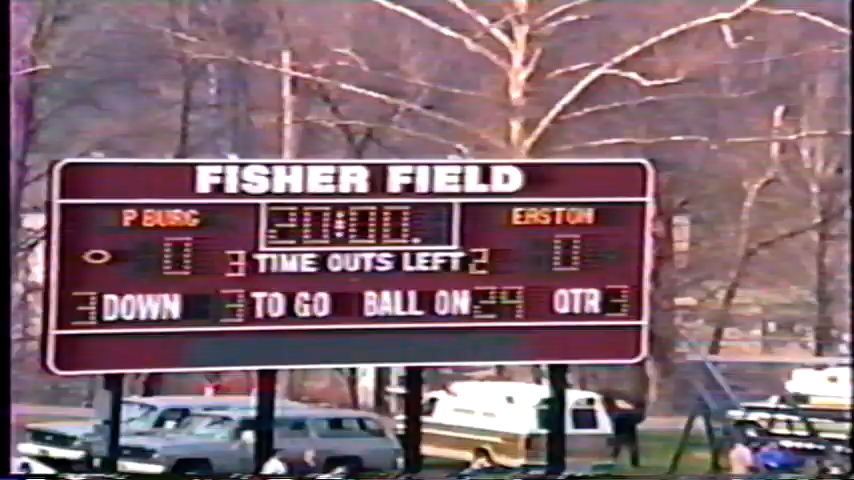 FISHER FIELD
P BURG 20:00 EASTON
0 3 TIME OUTS LEFT 2 0
3 DOWN 3 TO GO BALL ON 24 QTR 3